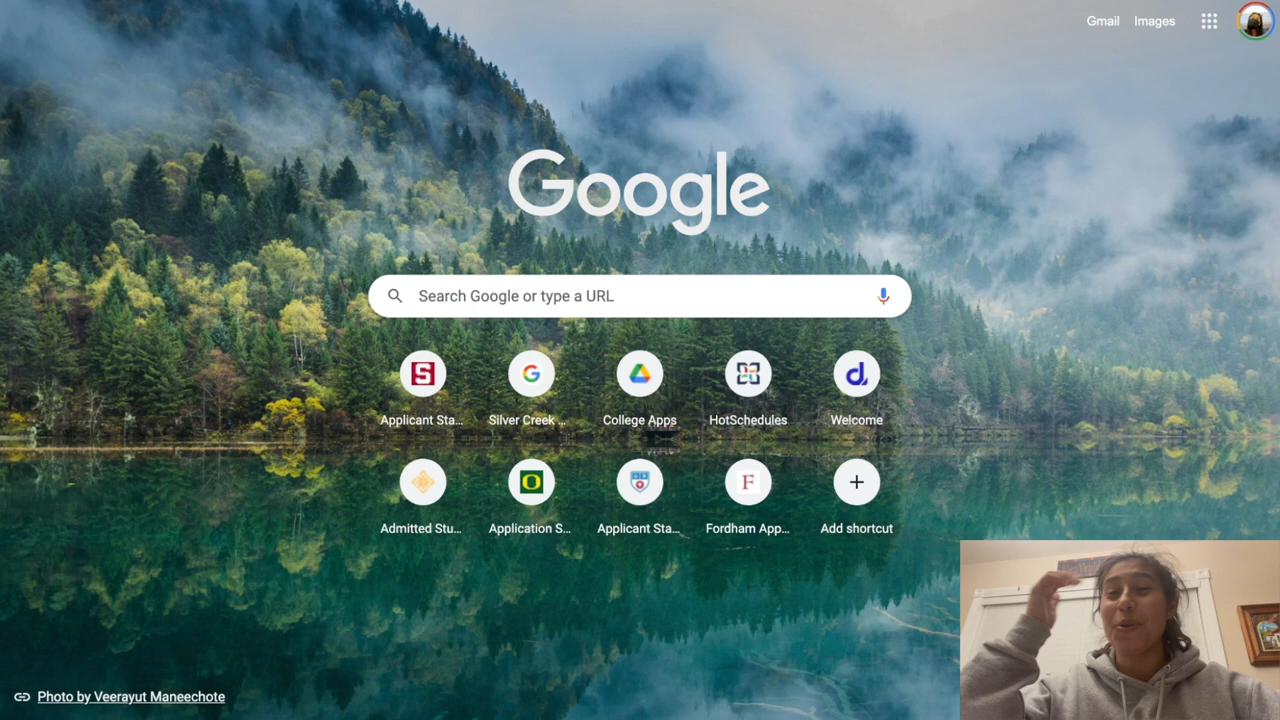 Gmail Images
Google
Search Google or type a URL
Applicant Sta... Silver Creek ... College Apps HotSchedules Welcome
Admitted Stu... Application S... Applicant Sta... Fordham App... Add shortcut
Photo by Veerayut Maneechote